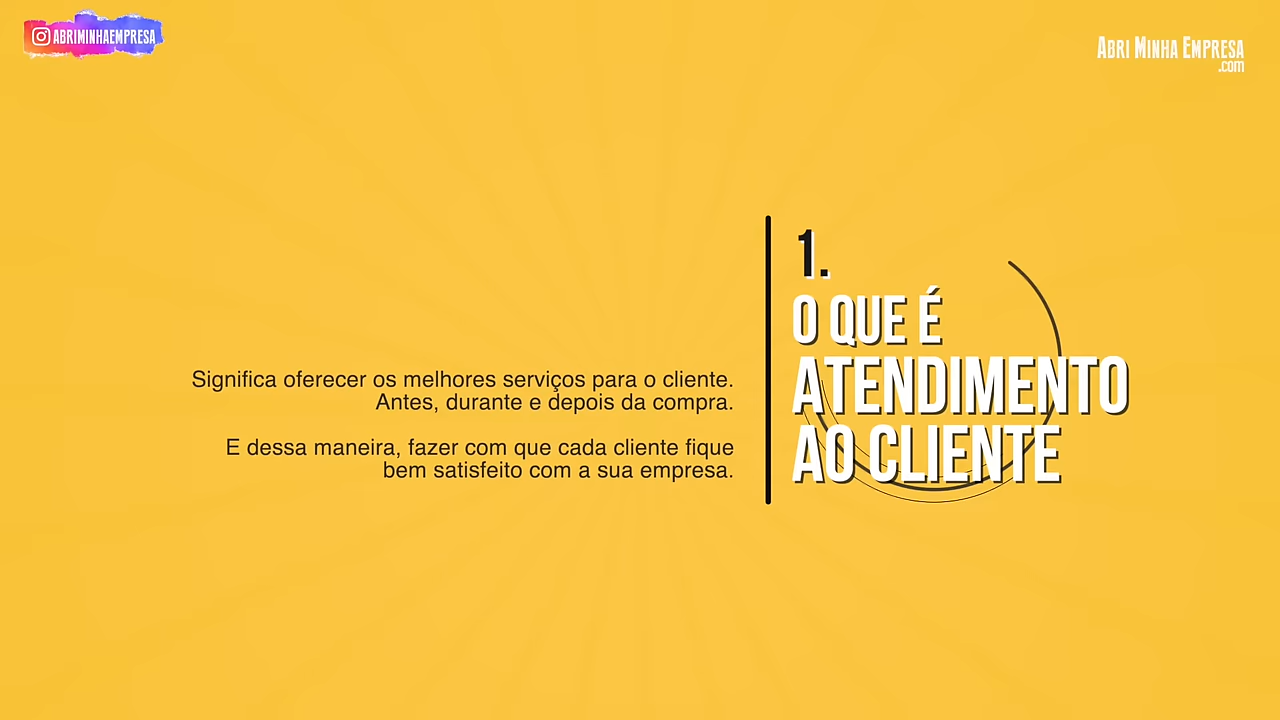 ABRIMINHAEMPRESA
ABRI MINHA EMPRESA
.COM
1.
O QUE É
ATENDIMENTO
AO CLIENTE
Significa oferecer os melhores serviços para o cliente.
Antes, durante e depois da compra.
E dessa maneira, fazer com que cada cliente fique
bem satisfeito com a sua empresa.